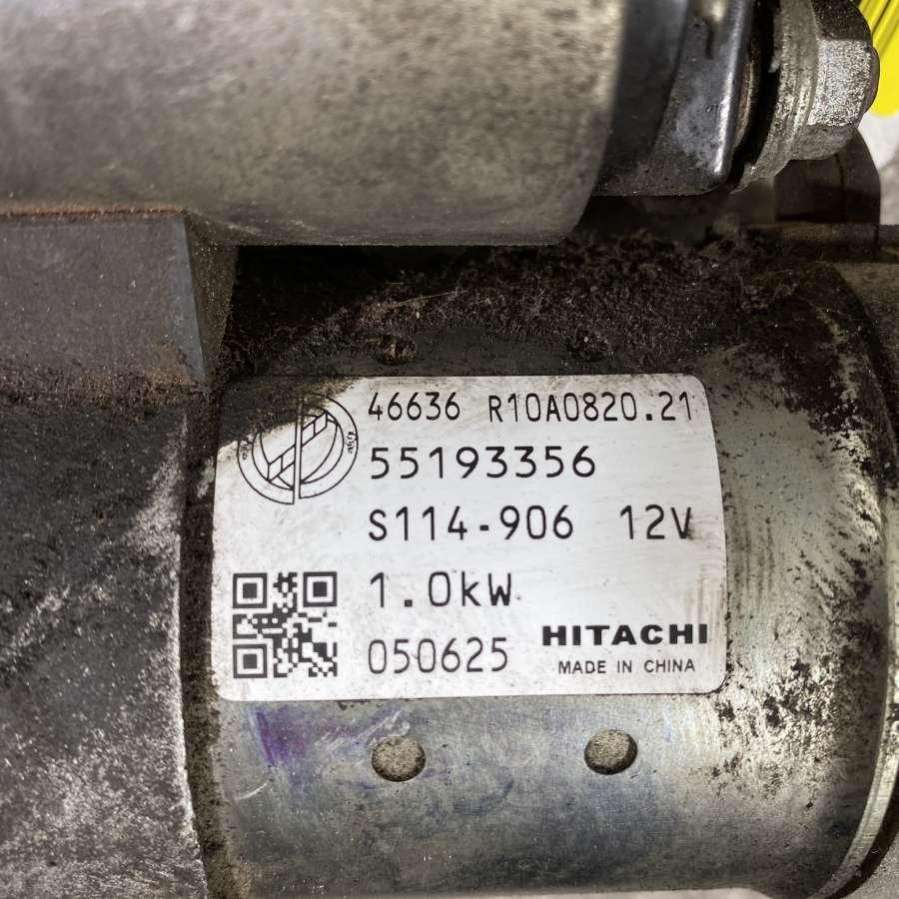 46636 R10A0820.21
55193356
S114-906 12V
1.0kW
050625 HITACHI
MADE IN CHINA